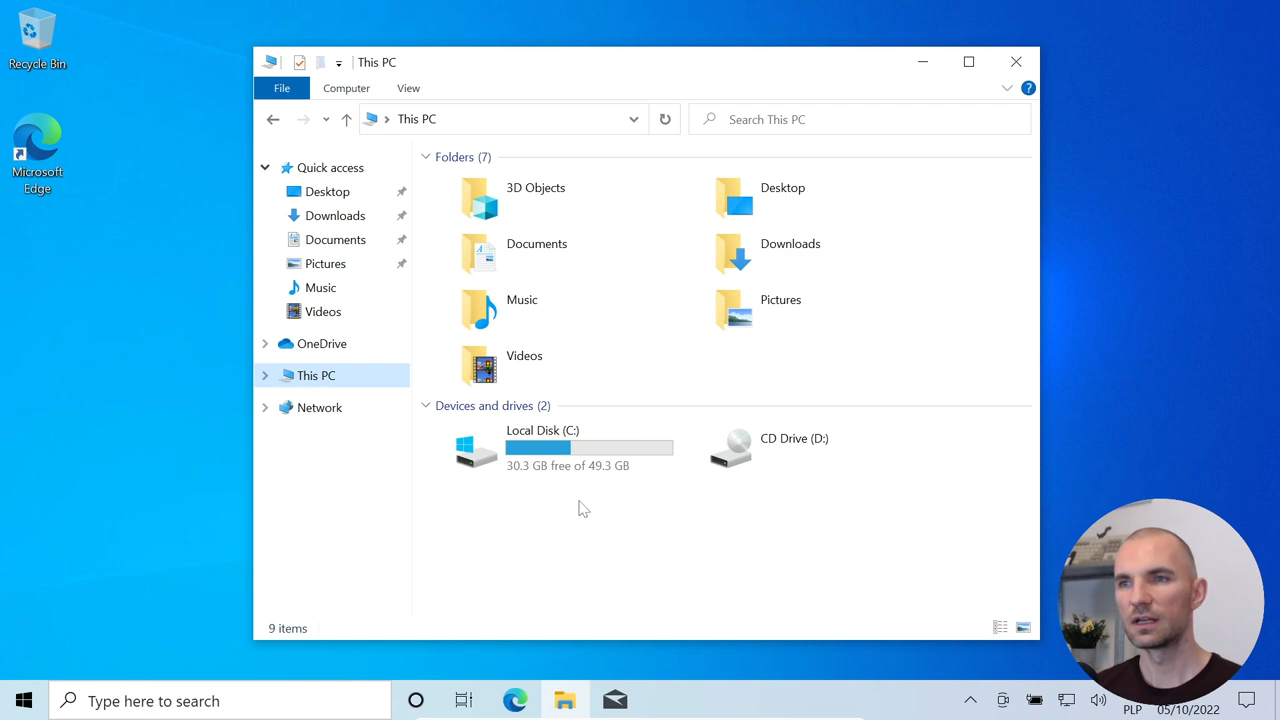 Recycle Bin
Microsoft
Edge
This PC
File
Computer
View
This PC
Search This PC
Quick access
Desktop
Downloads
Documents
Pictures
Music
Videos
OneDrive
This PC
Network
Folders (7)
3D Objects
Desktop
Documents
Downloads
Music
Pictures
Videos
Devices and drives (2)
Local Disk (C:)
30.3 GB free of 49.3 GB
CD Drive (D:)
9 items
Type here to search
PLP
05/10/2022